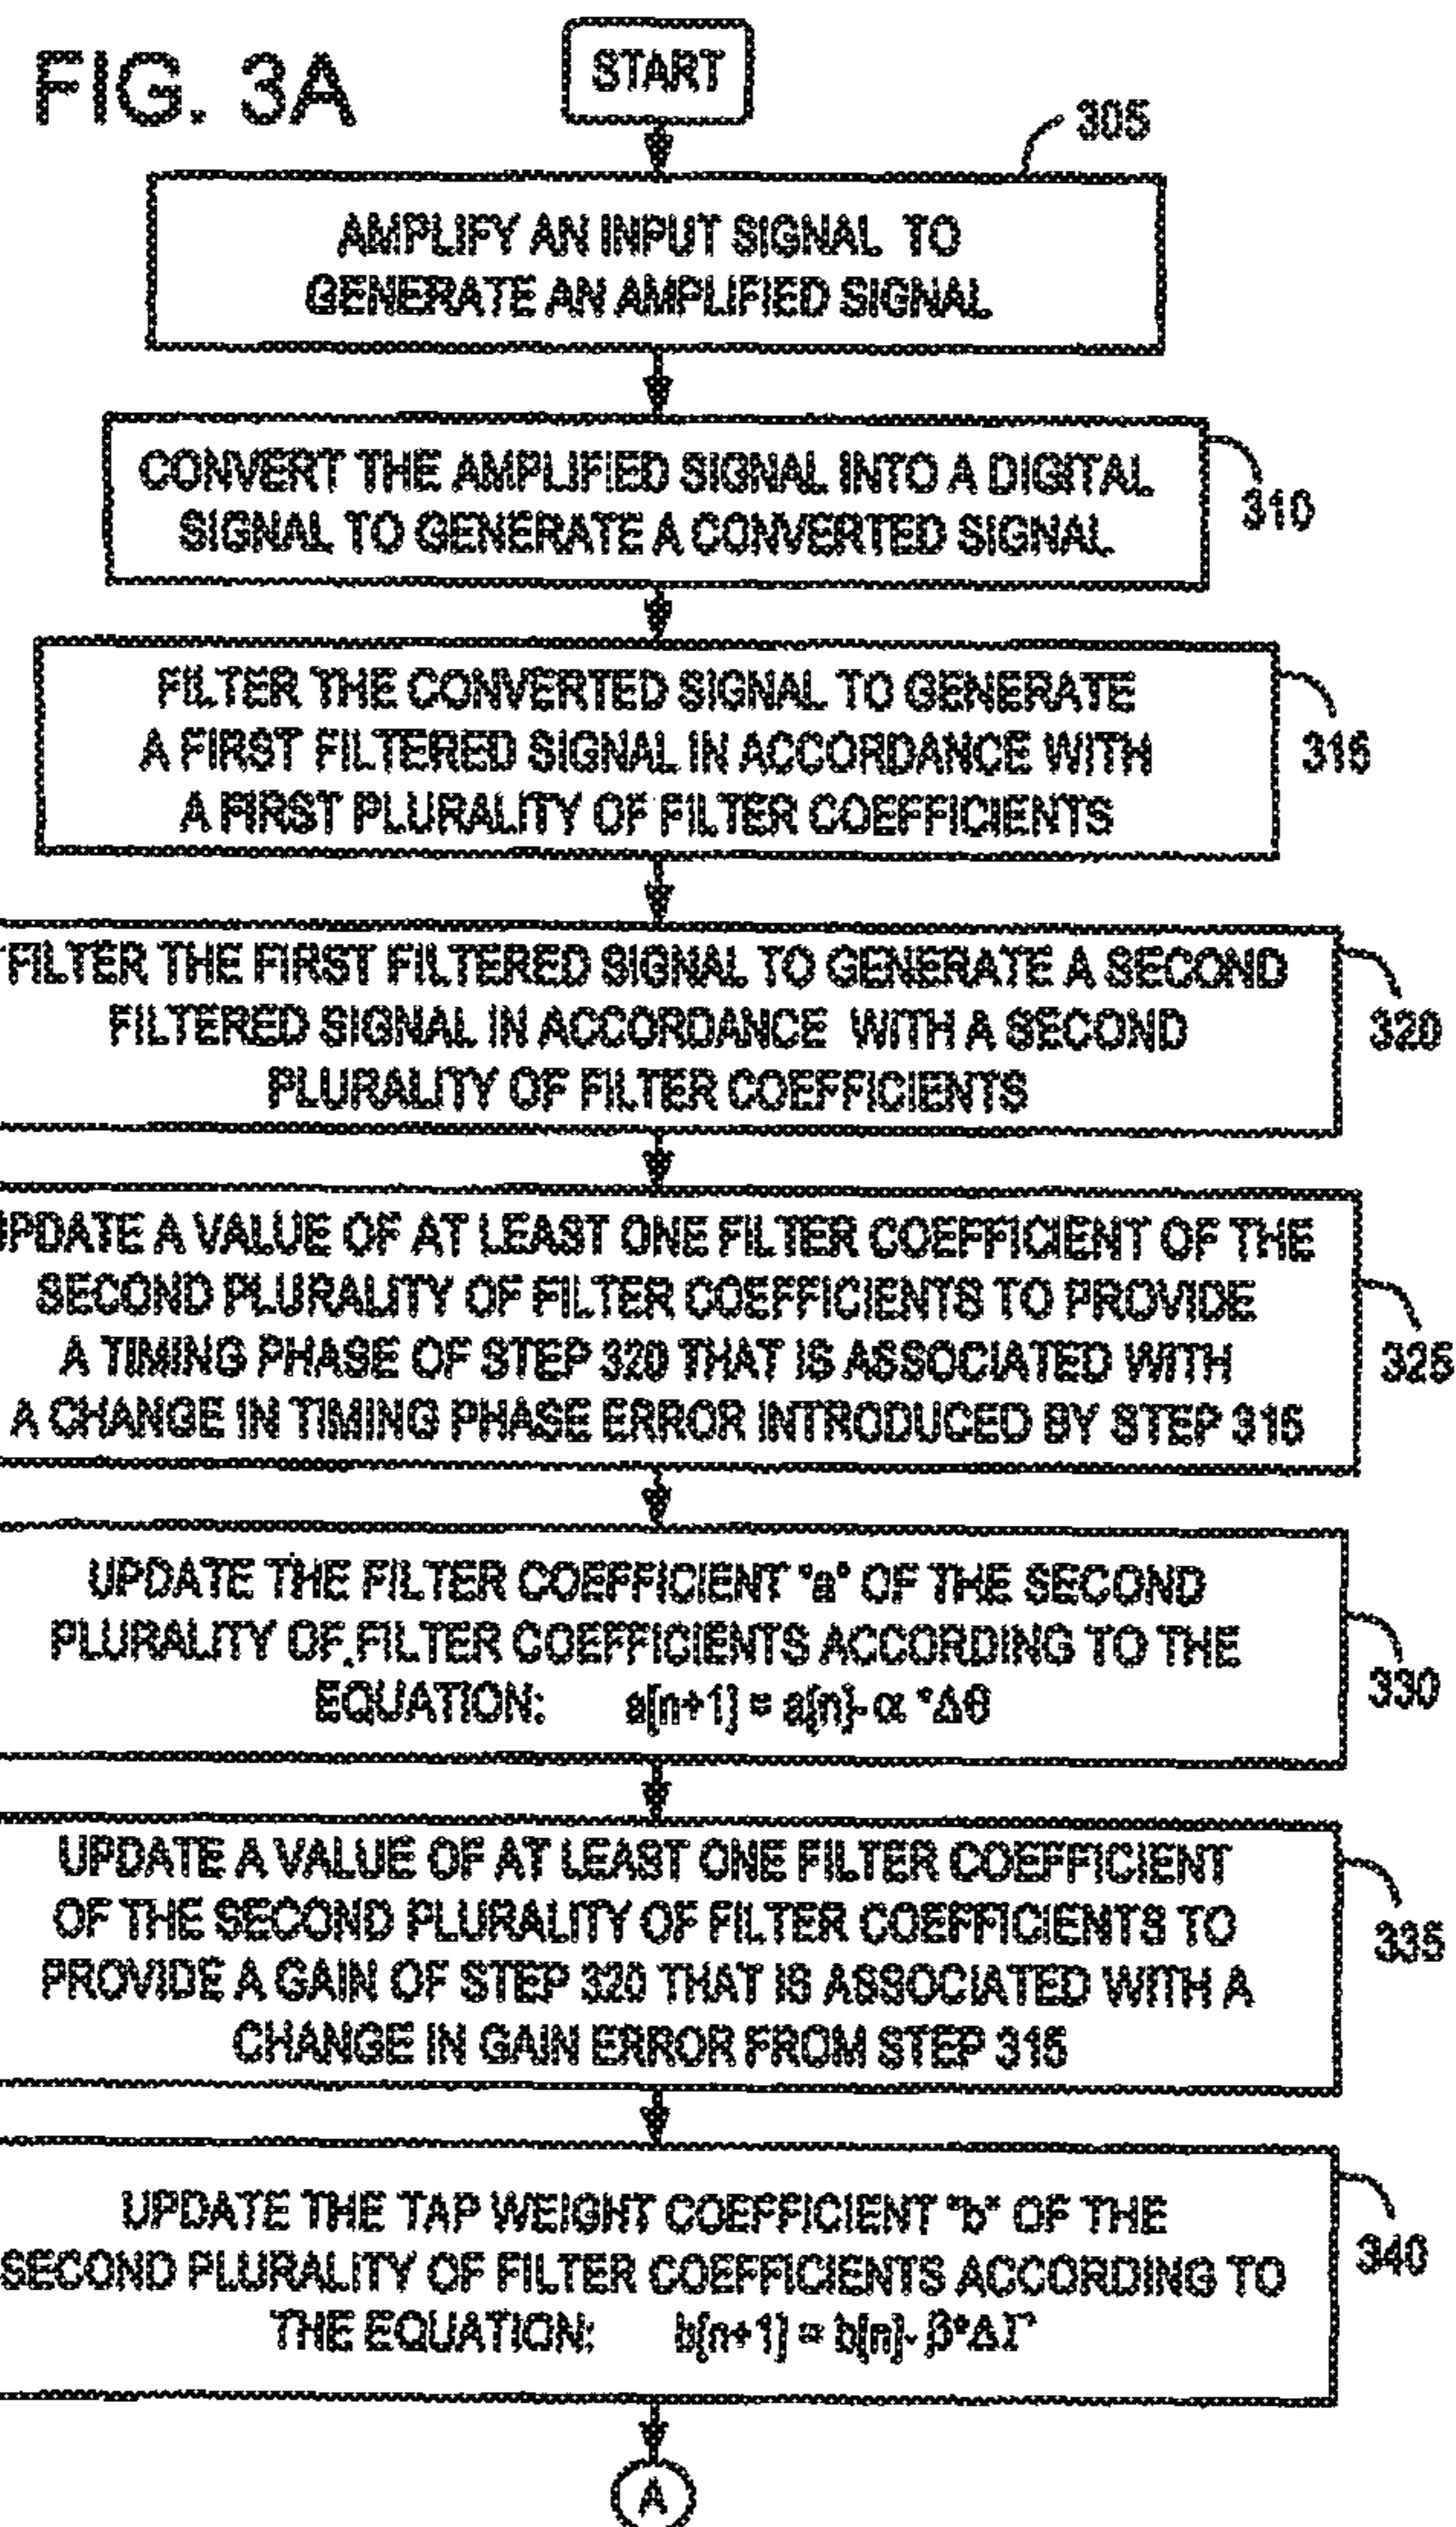 FIG. 3A
START
305
AMPLIFY AN INPUT SIGNAL TO
GENERATE AN AMPLIFIED SIGNAL
CONVERT THE AMPLIFIED SIGNAL INTO A DIGITAL
SIGNAL TO GENERATE A CONVERTED SIGNAL
310
FILTER THE CONVERTED SIGNAL TO GENERATE
A FIRST FILTERED SIGNAL IN ACCORDANCE WITH
A FIRST PLURALITY OF FILTER COEFFICIENTS
315
FILTER THE FIRST FILTERED SIGNAL TO GENERATE A SECOND
FILTERED SIGNAL IN ACCORDANCE WITH A SECOND
PLURALITY OF FILTER COEFFICIENTS
320
UPDATE A VALUE OF AT LEAST ONE FILTER COEFFICIENT OF THE
SECOND PLURALITY OF FILTER COEFFICIENTS TO PROVIDE
A TIMING PHASE OF STEP 320 THAT IS ASSOCIATED WITH
A CHANGE IN TIMING PHASE ERROR INTRODUCED BY STEP 315
325
UPDATE THE FILTER COEFFICIENT "a" OF THE SECOND
PLURALITY OF FILTER COEFFICIENTS ACCORDING TO THE
EQUATION: a[n+1] = a[n]- α *Δθ
330
UPDATE A VALUE OF AT LEAST ONE FILTER COEFFICIENT
OF THE SECOND PLURALITY OF FILTER COEFFICIENTS TO
PROVIDE A GAIN OF STEP 320 THAT IS ASSOCIATED WITH A
CHANGE IN GAIN ERROR FROM STEP 315
335
UPDATE THE TAP WEIGHT COEFFICIENT "b" OF THE
SECOND PLURALITY OF FILTER COEFFICIENTS ACCORDING TO
THE EQUATION: b[n+1] = b[n]- β*ΔΓ
340
A